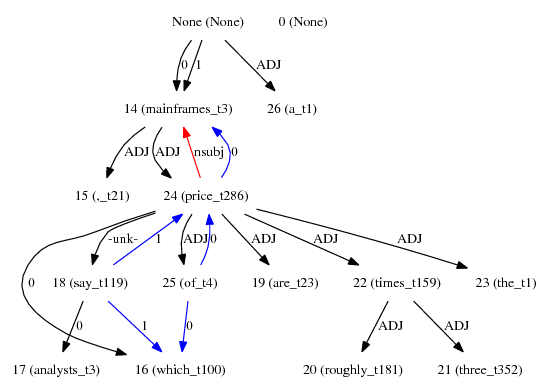 None (None) 0 (None)
0 1 ADJ
14 (mainframes_t3) 26 (a_t1)
ADJ ADJ nsubj 0
15 (,_t21) 24 (price_t286)
0 -unk- 1 ADJ 0 ADJ ADJ ADJ
18 (say_t119) 25 (of_t4) 19 (are_t23) 22 (times_t159) 23 (the_t1)
0 1 0 ADJ ADJ
17 (analysts_t3) 16 (which_t100) 20 (roughly_t181) 21 (three_t352)